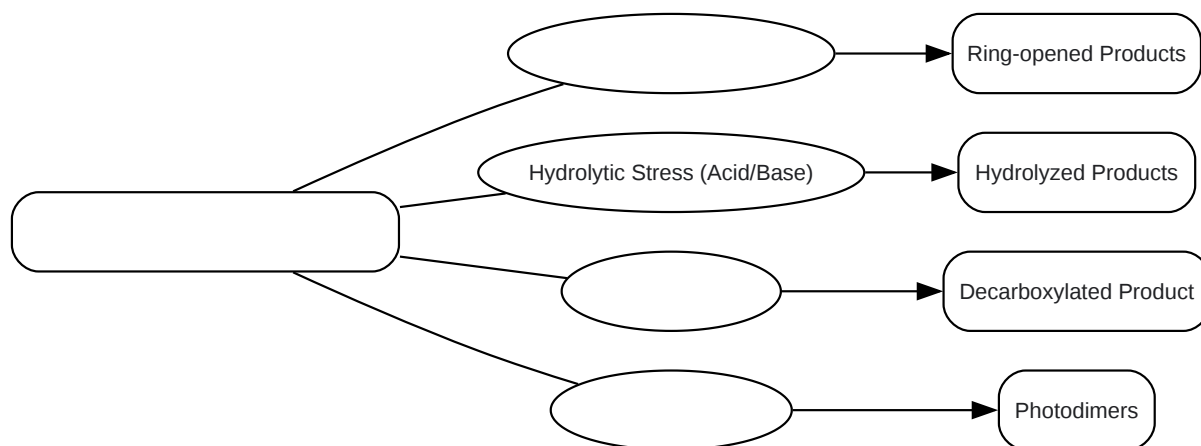 Ring-opened Products
Hydrolytic Stress (Acid/Base)
Hydrolyzed Products
Decarboxylated Product
Photodimers